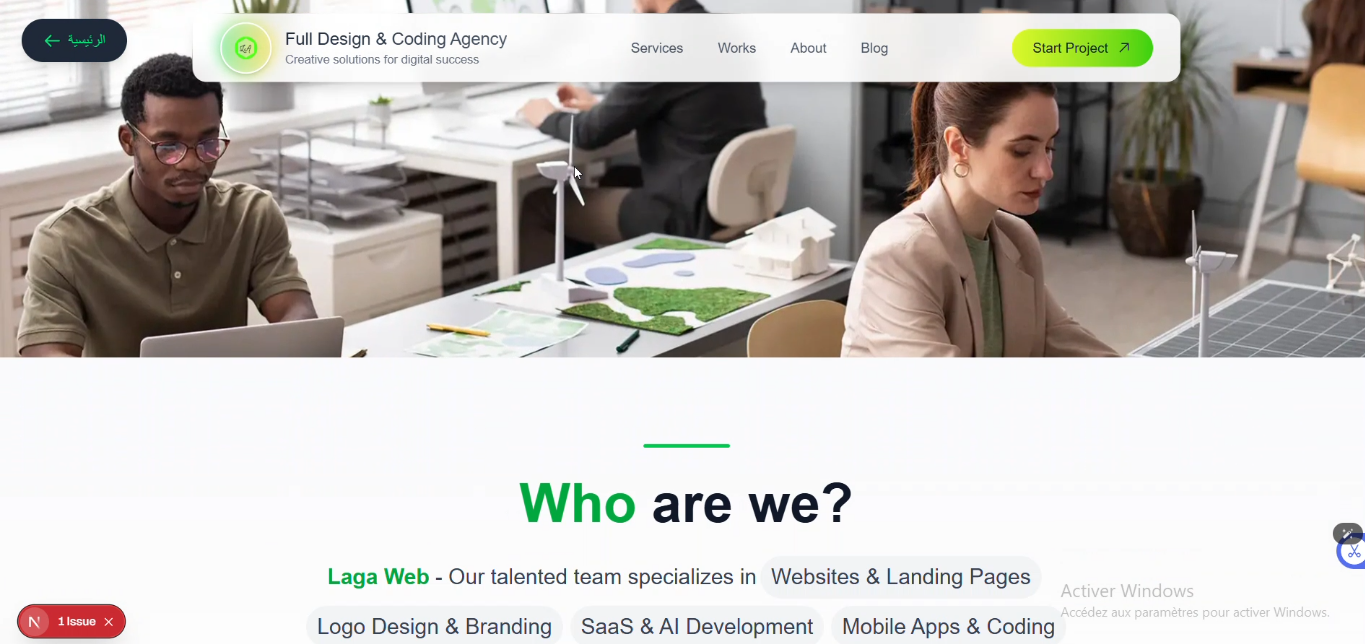 الرئيسية
Full Design & Coding Agency
Creative solutions for digital success
Services
Works
About
Blog
Start Project
Who are we?
Laga Web - Our talented team specializes in Websites & Landing Pages
Logo Design & Branding SaaS & AI Development Mobile Apps & Coding
Activer Windows
Accédez aux paramètres pour activer Windows.
N 1 Issue